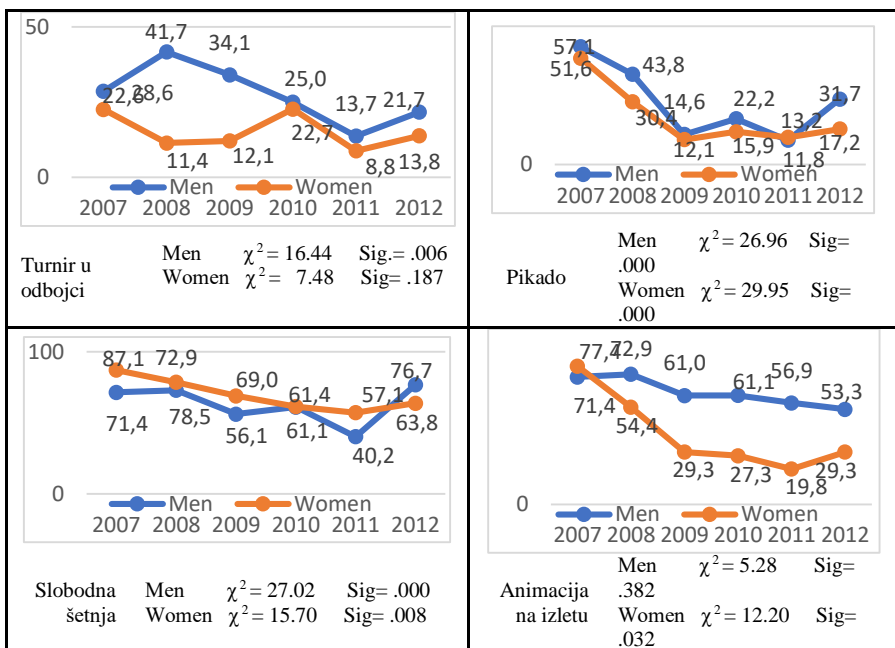 50
41,7
34,1
25,0
22,6 28,6
13,7 21,7
22,7
11,4 12,1
8,8 13,8
0
Men Women
2007 2008 2009 2010 2011 2012
Turnir u
odbojci
Men χ² = 16.44 Sig.= .006
Women χ² = 7.48 Sig= .187
57,1
51,6
43,8
14,6
22,2
13,2
31,7
30,4
12,1
15,9
11,8
17,2
0
Men Women
2007 2008 2009 2010 2011 2012
Pikado
Men χ² = 26.96 Sig=
.000
Women χ² = 29.95 Sig=
.000
100
87,1
72,9
69,0
61,4
57,1
76,7
71,4
78,5
56,1
61,1
40,2
63,8
0
Men Women
2007 2008 2009 2010 2011 2012
Slobodna
šetnja
Men χ² = 27.02 Sig= .000
Women χ² = 15.70 Sig= .008
77,4
72,9
61,0
61,1
56,9
53,3
71,4
54,4
29,3
27,3
19,8
29,3
0
Men Women
2007 2008 2009 2010 2011 2012
Animacija
na izletu
Men χ² = 5.28 Sig=
.382
Women χ² = 12.20 Sig=
.032